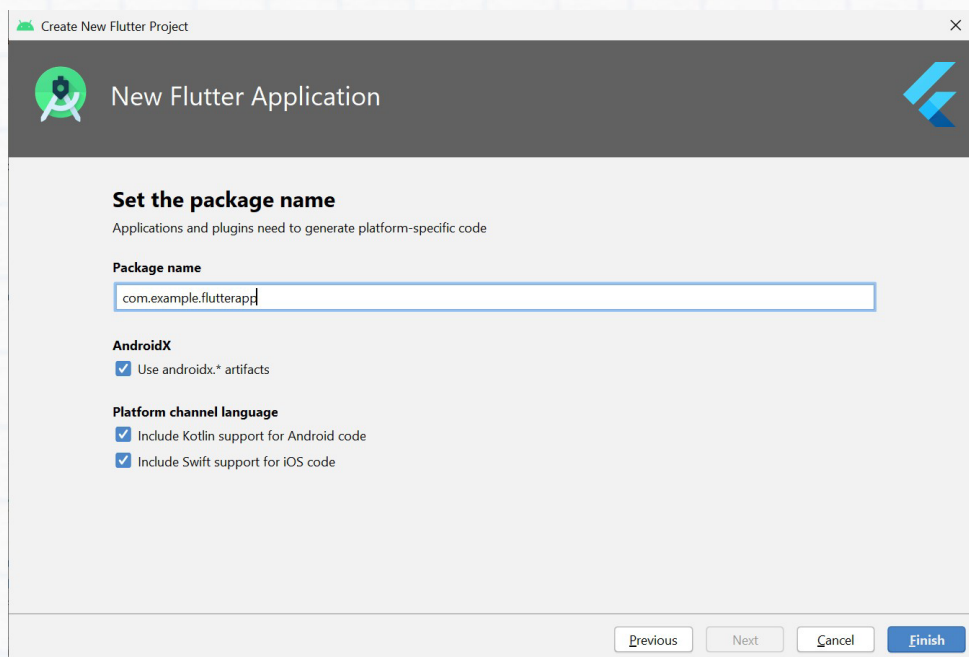 Create New Flutter Project
New Flutter Application
Set the package name
Applications and plugins need to generate platform-specific code
Package name
com.example.flutterapp
AndroidX
Use androidx.* artifacts
Platform channel language
Include Kotlin support for Android code
Include Swift support for iOS code
Previous Next Cancel Finish